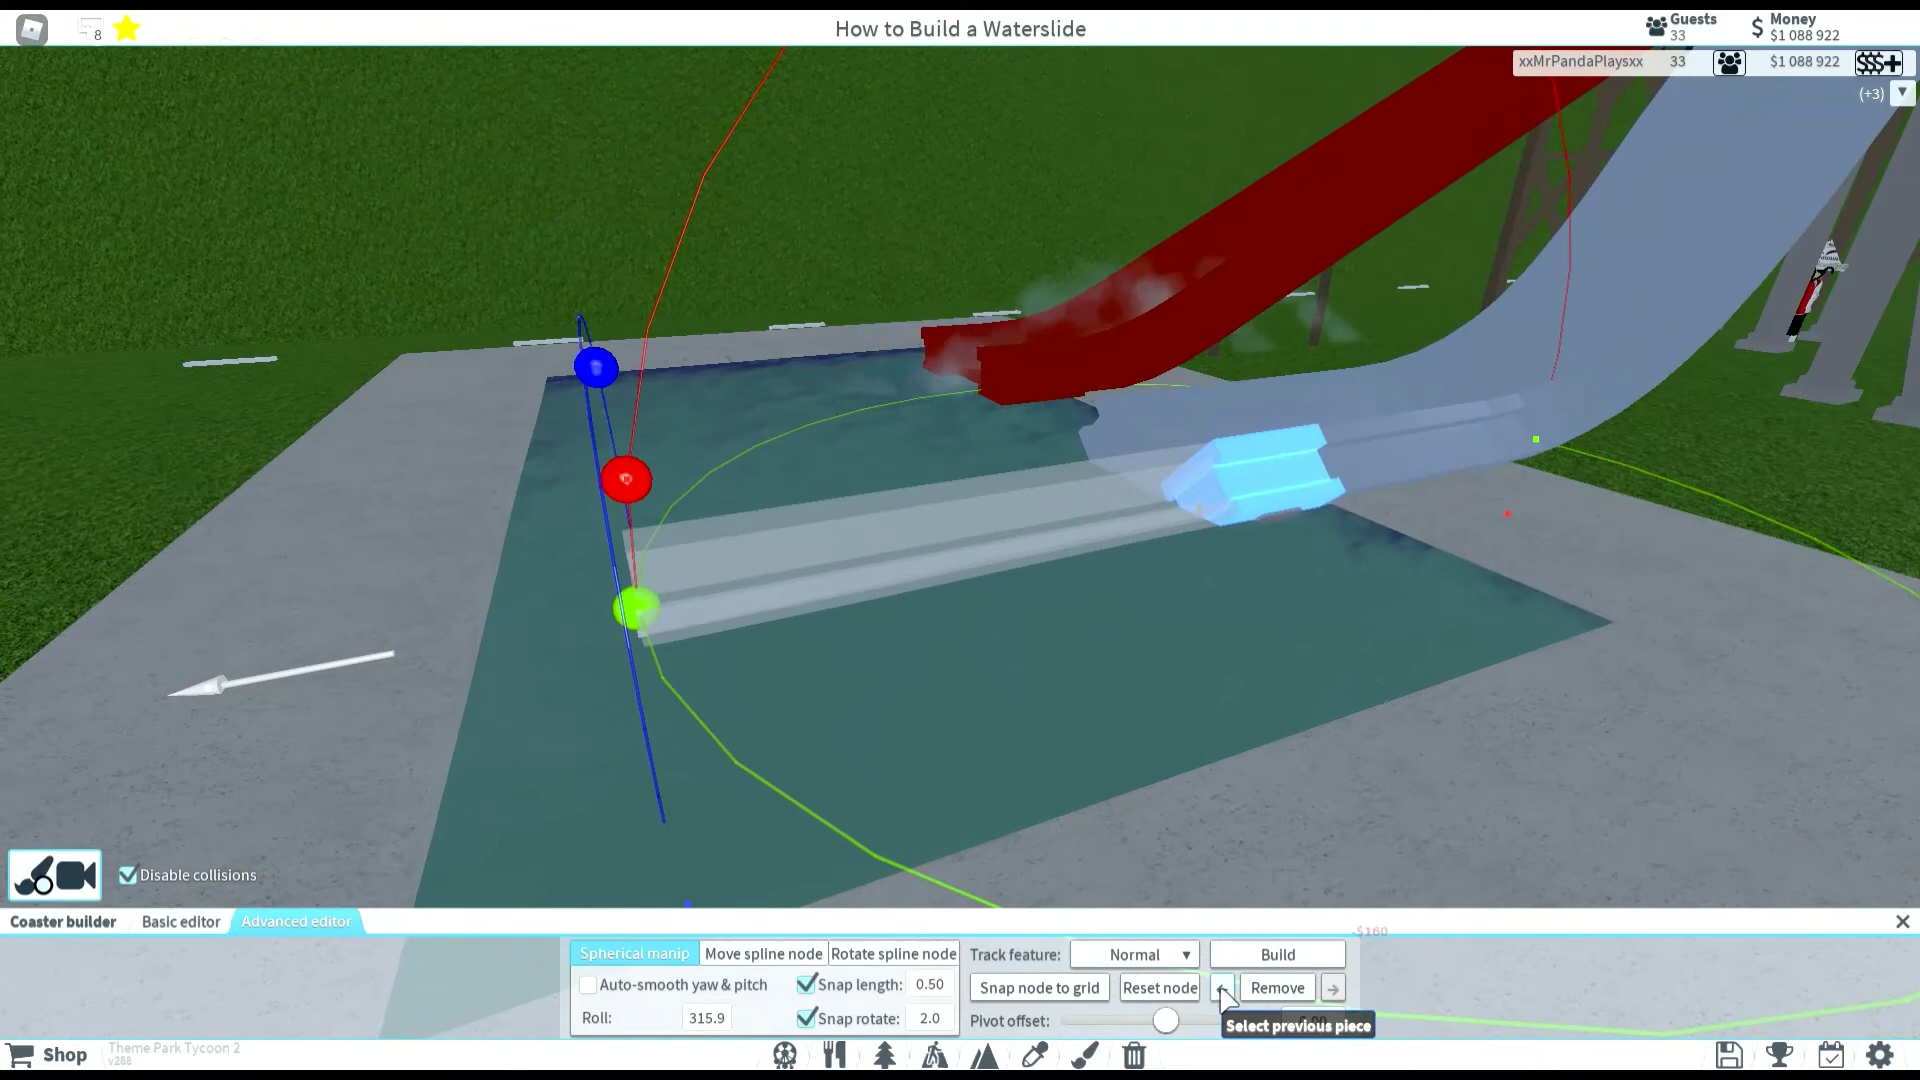 8
How to Build a Waterslide
Guests
33
$ Money
$1 088 922
xxMrPandaPlaysxx 33 $1 088 922 $$$+
(+3) ▼
Disable collisions
Coaster builder Basic editor Advanced editor
-$160
Spherical manip Move spline node Rotate spline node Track feature: Normal ▼ Build
Auto-smooth yaw & pitch Snap length: 0.50 Snap node to grid Reset node Remove →
Roll: 315.9 Snap rotate: 2.0 Pivot offset:
Select previous piece
Shop Theme Park Tycoon 2
v288